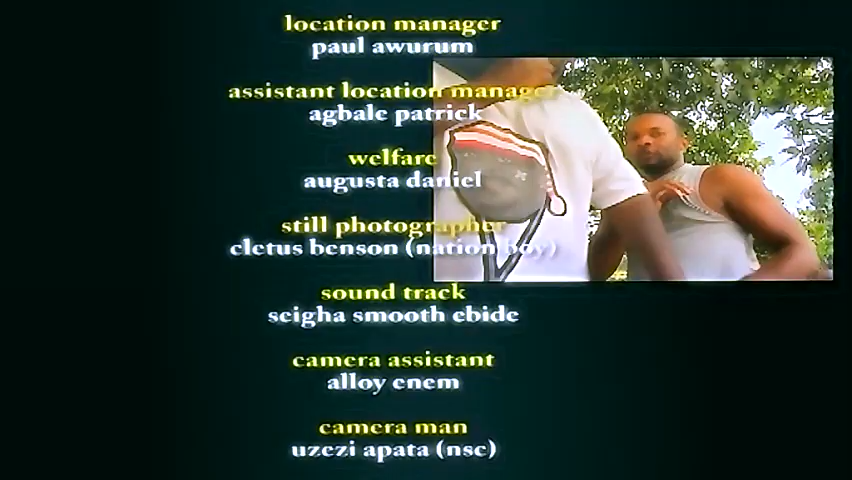 location manager
paul awurum
assistant location manager
agbale patrick
welfare
augusta daniel
still photographer
cletus benson (nation boy)
sound track
seigha smooth ebide
camera assistant
alloy enem
camera man
uzezi apata (nsc)